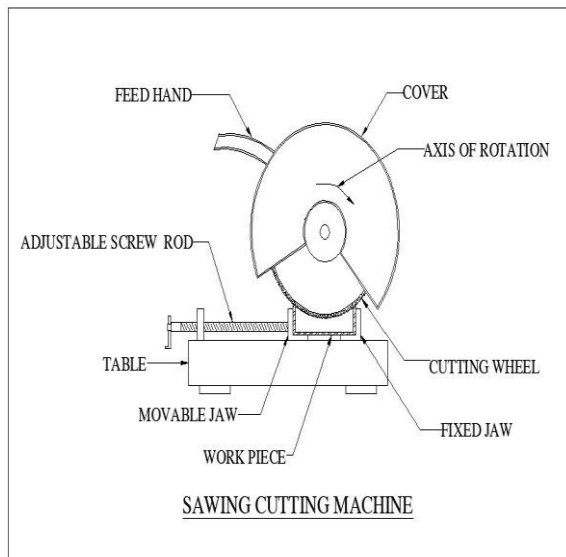 FEED HAND
COVER
AXIS OF ROTATION
ADJUSTABLE SCREW ROD
TABLE
CUTTING WHEEL
MOVABLE JAW
FIXED JAW
WORK PIECE
SAWING CUTTING MACHINE